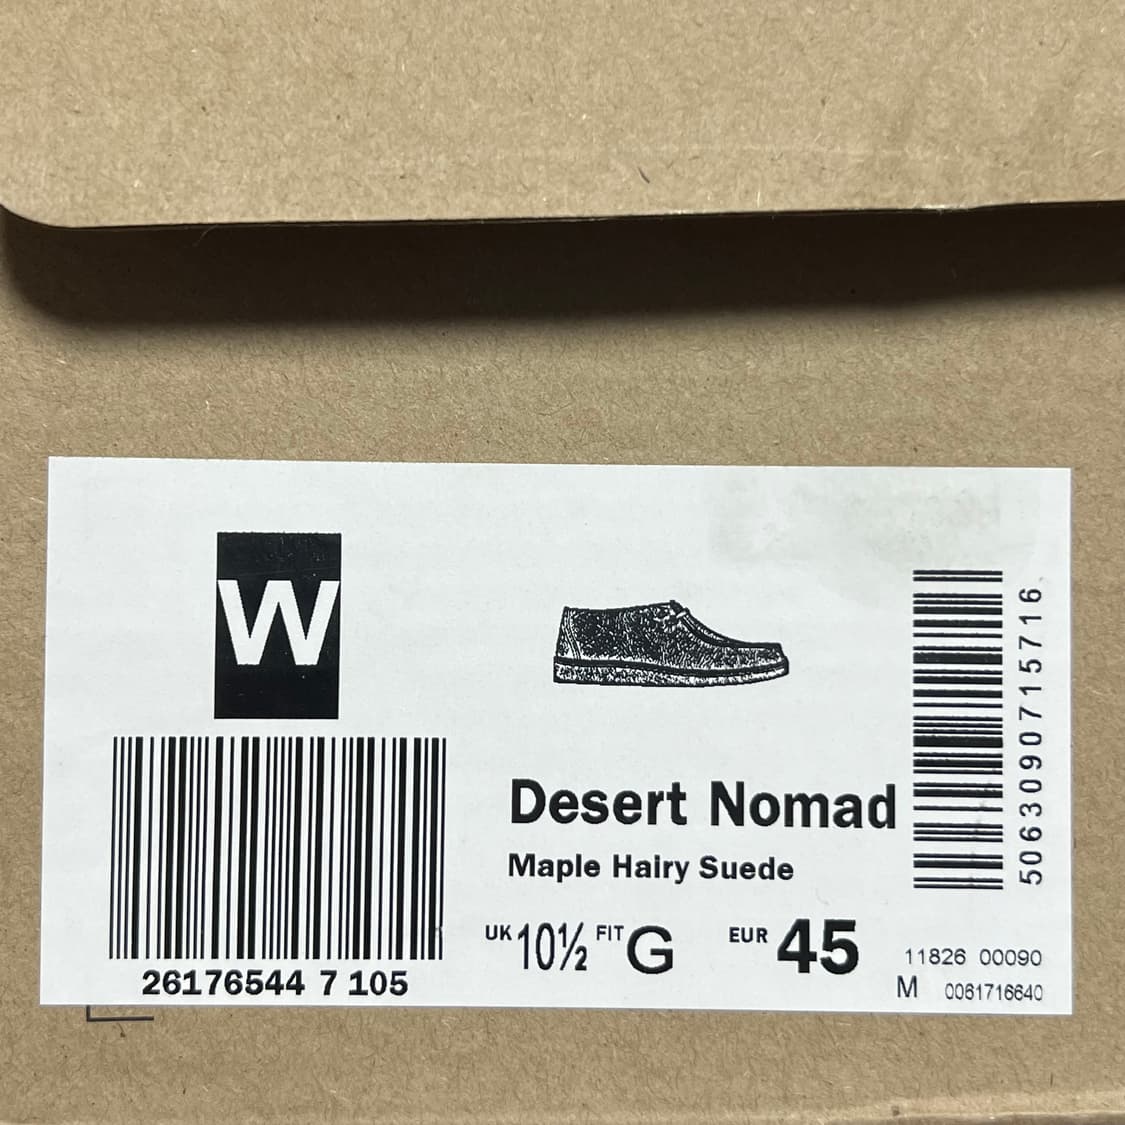 W
26176544 7 105
Desert Nomad
Maple Hairy Suede
UK 10½ FIT G EUR 45
5063090715716
11826 00090
M 0061716640